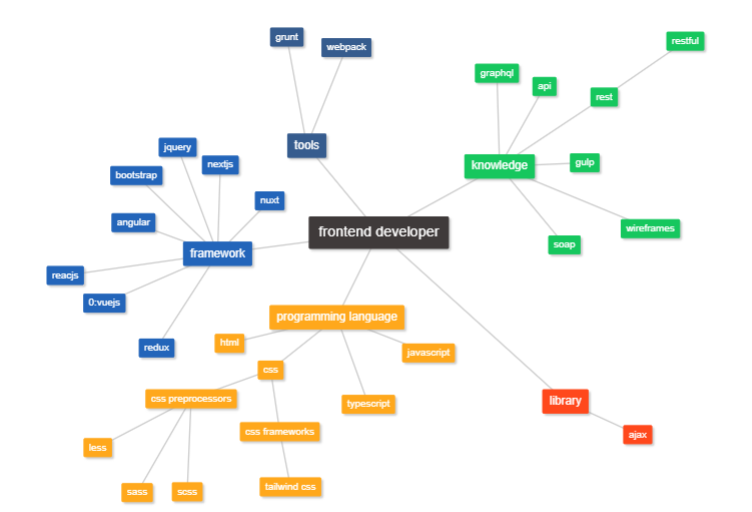 grunt
webpack
restful
graphql
api
rest
tools
jquery
nextjs
knowledge
gulp
bootstrap
nuxt
angular
frontend developer
wireframes
soap
framework
reacjs
0:vuejs
programming language
redux
html
javascript
css
css preprocessors
typescript
library
css frameworks
ajax
less
sass
scss
tailwind css